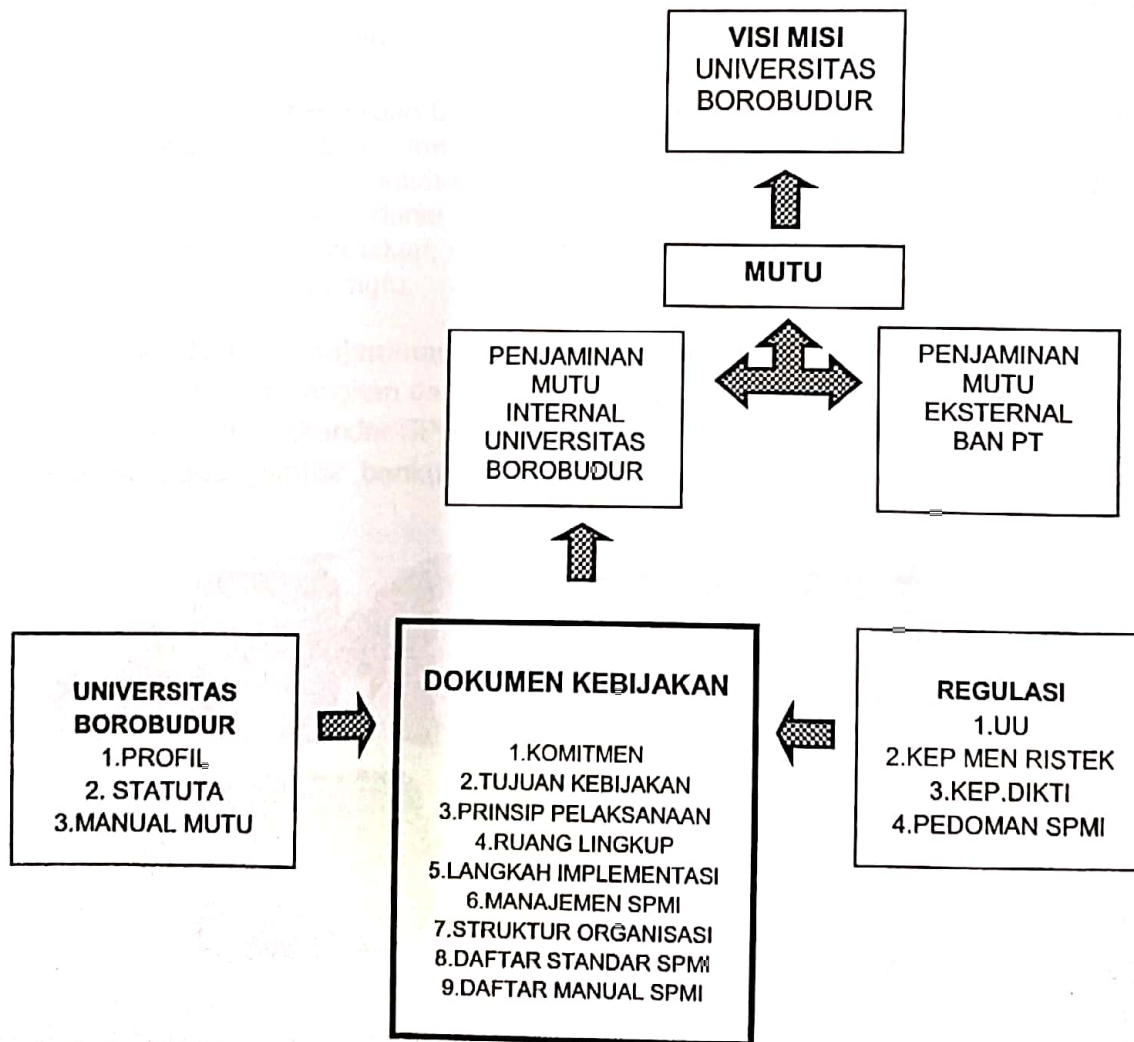 VISI MISI
UNIVERSITAS
BOROBUDUR
MUTU
PENJAMINAN
MUTU
INTERNAL
UNIVERSITAS
BOROBUDUR
PENJAMINAN
MUTU
EKSTERNAL
BAN PT
UNIVERSITAS
BOROBUDUR
1.PROFIL
2. STATUTA
3.MANUAL MUTU
DOKUMEN KEBIJAKAN
1.KOMITMEN
2.TUJUAN KEBIJAKAN
3.PRINSIP PELAKSANAAN
4.RUANG LINGKUP
5.LANGKAH IMPLEMENTASI
6.MANAJEMEN SPMI
7.STRUKTUR ORGANISASI
8.DAFTAR STANDAR SPMI
9.DAFTAR MANUAL SPMI
REGULASI
1.UU
2.KEP MEN RISTEK
3.KEP.DIKTI
4.PEDOMAN SPMI